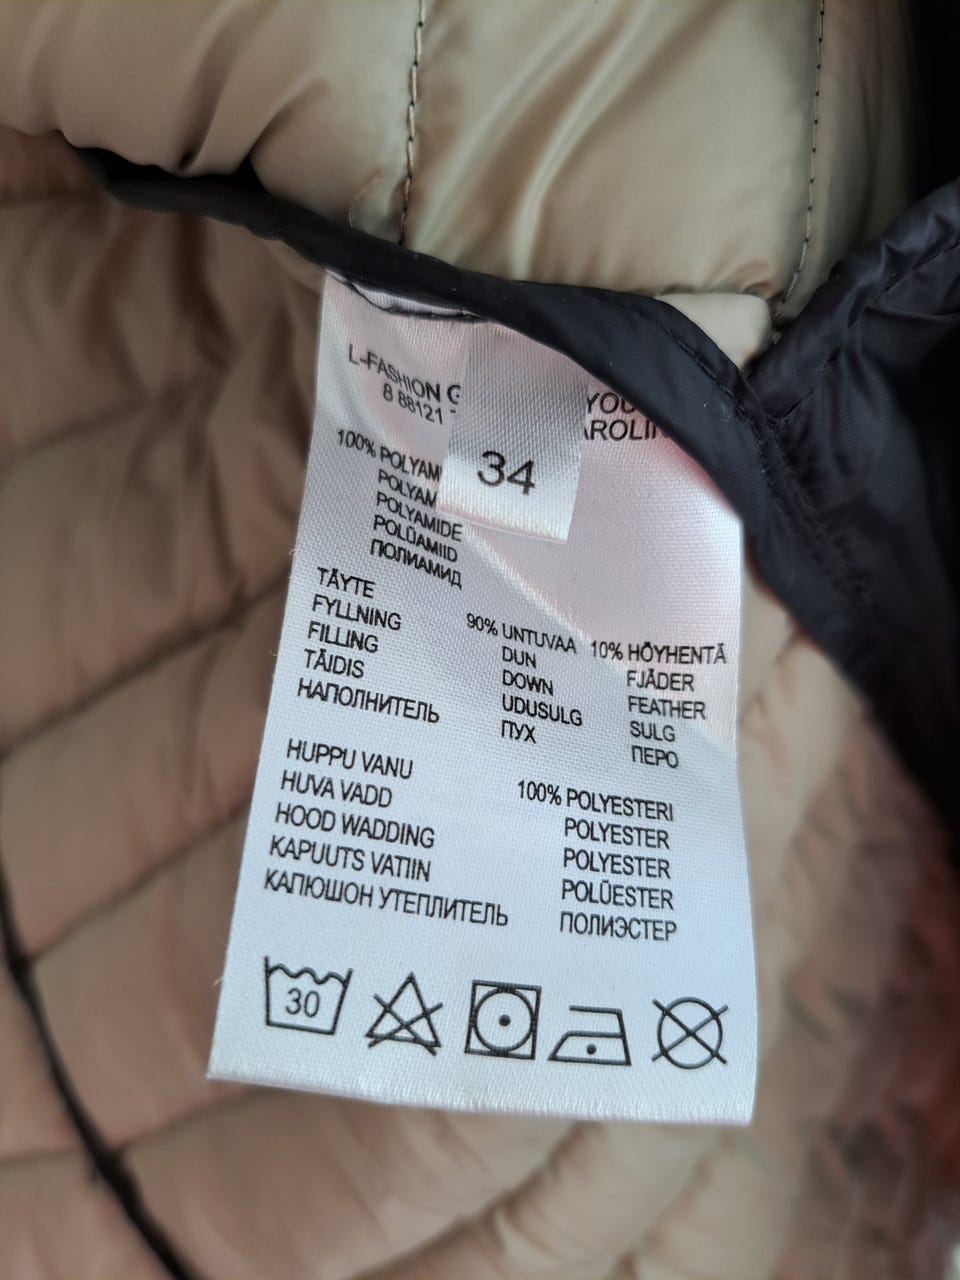 L-FASHION
8 88121
34
100%
POLYAMIDE
POLÜAMIID
ПОЛИАМИД
TÄYTE
FYLLNING
FILLING
TÄIDIS
НАПОЛНИТЕЛЬ
90% UNTUVAA 10% HÖYHENTÄ
DUN FJÄDER
DOWN FEATHER
UDUSULG SULG
ПУХ ПЕРО
HUPPU VANU 100% POLYESTERI
HUVA VADD POLYESTER
HOOD WADDING POLYESTER
KAPUUTS VATIIN POLÜESTER
КАПЮШОН УТЕПЛИТЕЛЬ ПОЛИЭСТЕР
30